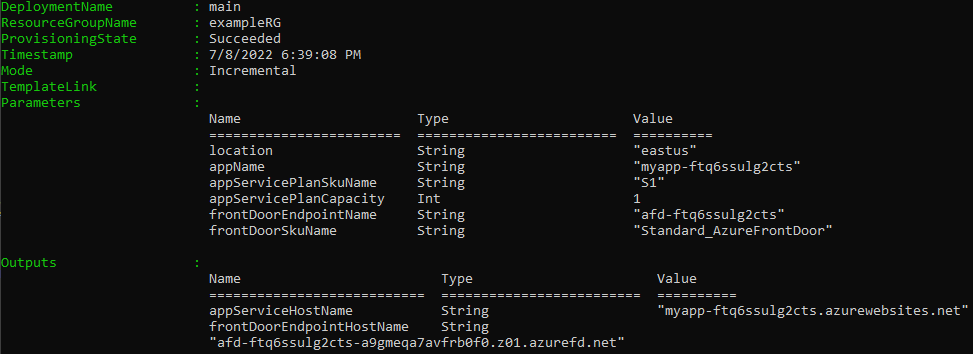 DeploymentName          : main
ResourceGroupName       : exampleRG
ProvisioningState       : Succeeded
Timestamp               : 7/8/2022 6:39:08 PM
Mode                    : Incremental
TemplateLink            :
Parameters              :
                          Name                     Type                       Value
                          =======================  =========================  ==========
                          location                 String                     "eastus"
                          appName                  String                     "myapp-ftq6ssulg2cts"
                          appServicePlanSkuName    String                     "S1"
                          appServicePlanCapacity   Int                        1
                          frontDoorEndpointName    String                     "afd-ftq6ssulg2cts"
                          frontDoorSkuName         String                     "Standard_AzureFrontDoor"
Outputs                 :
                          Name                         Type                       Value
                          ===========================  =========================  ==========
                          appServiceHostName           String                     "myapp-ftq6ssulg2cts.azurewebsites.net"
                          frontDoorEndpointHostName    String
                          "afd-ftq6ssulg2cts-a9gmeqa7avfrb0f0.z01.azurefd.net"